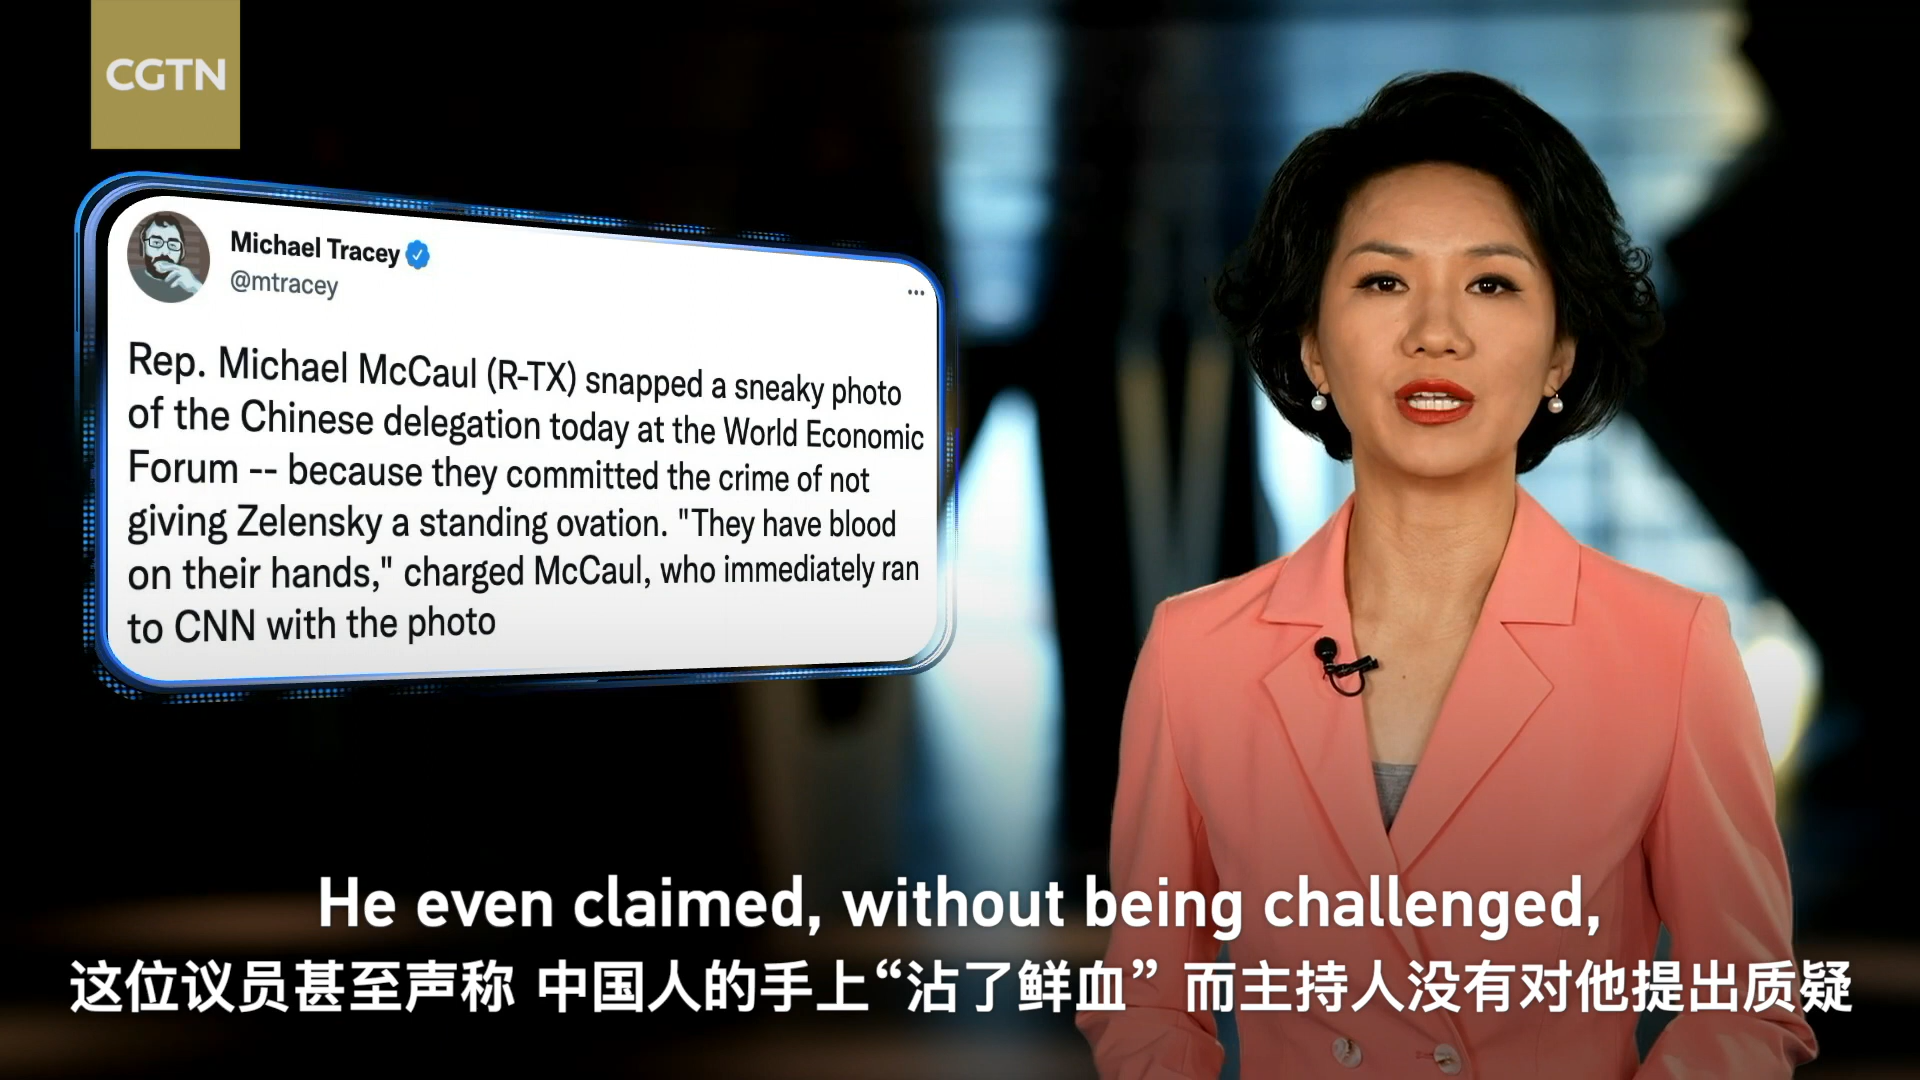 CGTN
Michael Tracey
@mtracey
Rep. Michael McCaul (R-TX) snapped a sneaky photo
of the Chinese delegation today at the World Economic
Forum -- because they committed the crime of not
giving Zelensky a standing ovation. "They have blood
on their hands," charged McCaul, who immediately ran
to CNN with the photo
He even claimed, without being challenged,
这位议员甚至声称 中国人的手上“沾了鲜血” 而主持人没有对他提出质疑